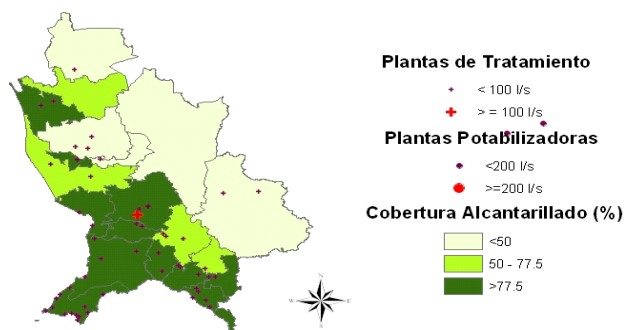 Plantas de Tratamiento
< 100 l/s
> = 100 l/s
Plantas Potabilizadoras
<200 l/s
>=200 l/s
Cobertura Alcantarillado (%)
<50
50 - 77.5
>77.5
N
W E
S